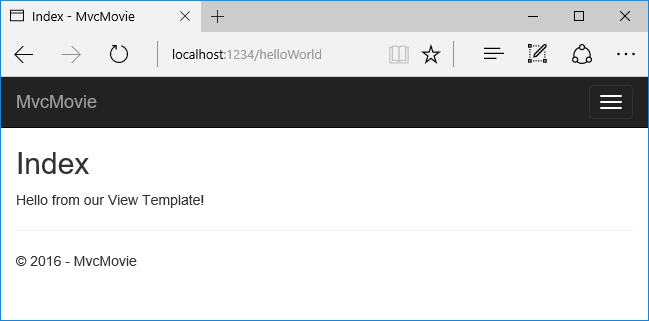 Index - MvcMovie
localhost:1234/helloWorld
MvcMovie
Index
Hello from our View Template!
© 2016 - MvcMovie